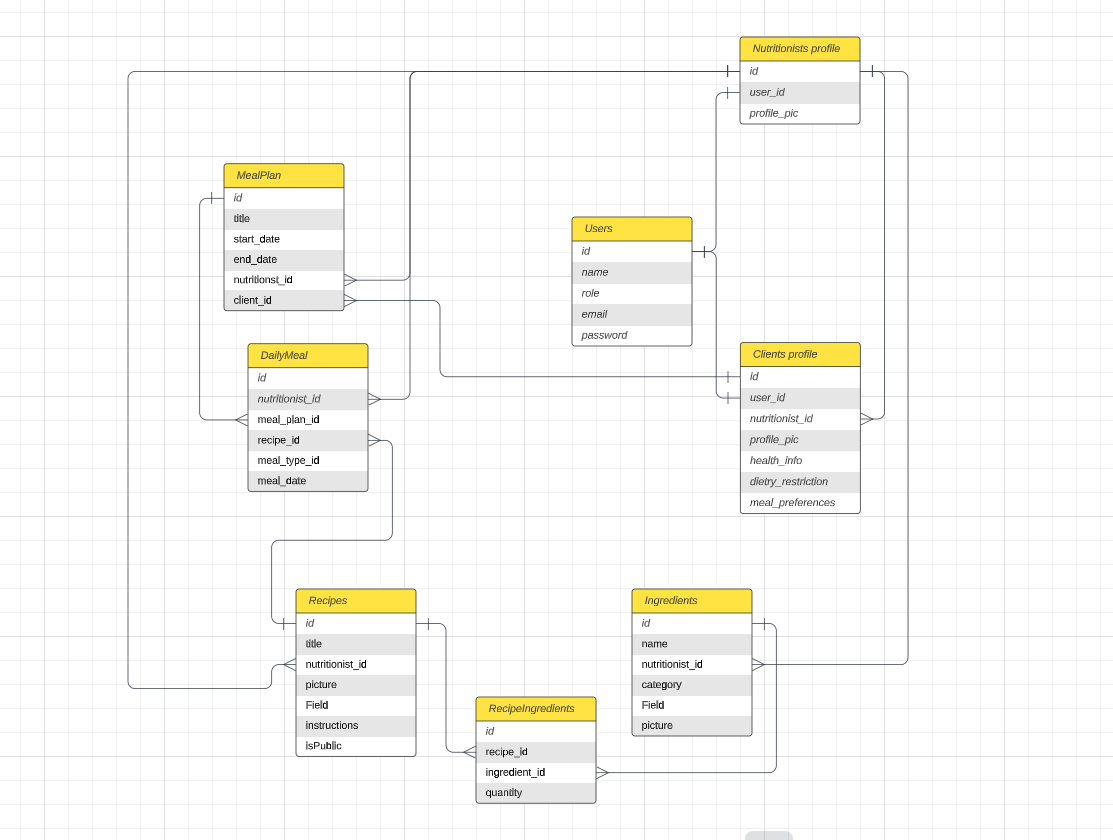 Nutritionists profile
id
user_id
profile_pic
MealPlan
id
title
start_date
end_date
nutritionst_id
client_id
Users
id
name
role
email
password
DailyMeal
id
nutritionist_id
meal_plan_id
recipe_id
meal_type_id
meal_date
Clients profile
id
user_id
nutritionist_id
profile_pic
health_info
dietry_restriction
meal_preferences
Recipes
id
title
nutritionist_id
picture
Field
instructions
isPublic
Ingredients
id
name
nutritionist_id
category
Field
picture
RecipeIngredients
id
recipe_id
ingredient_id
quantity